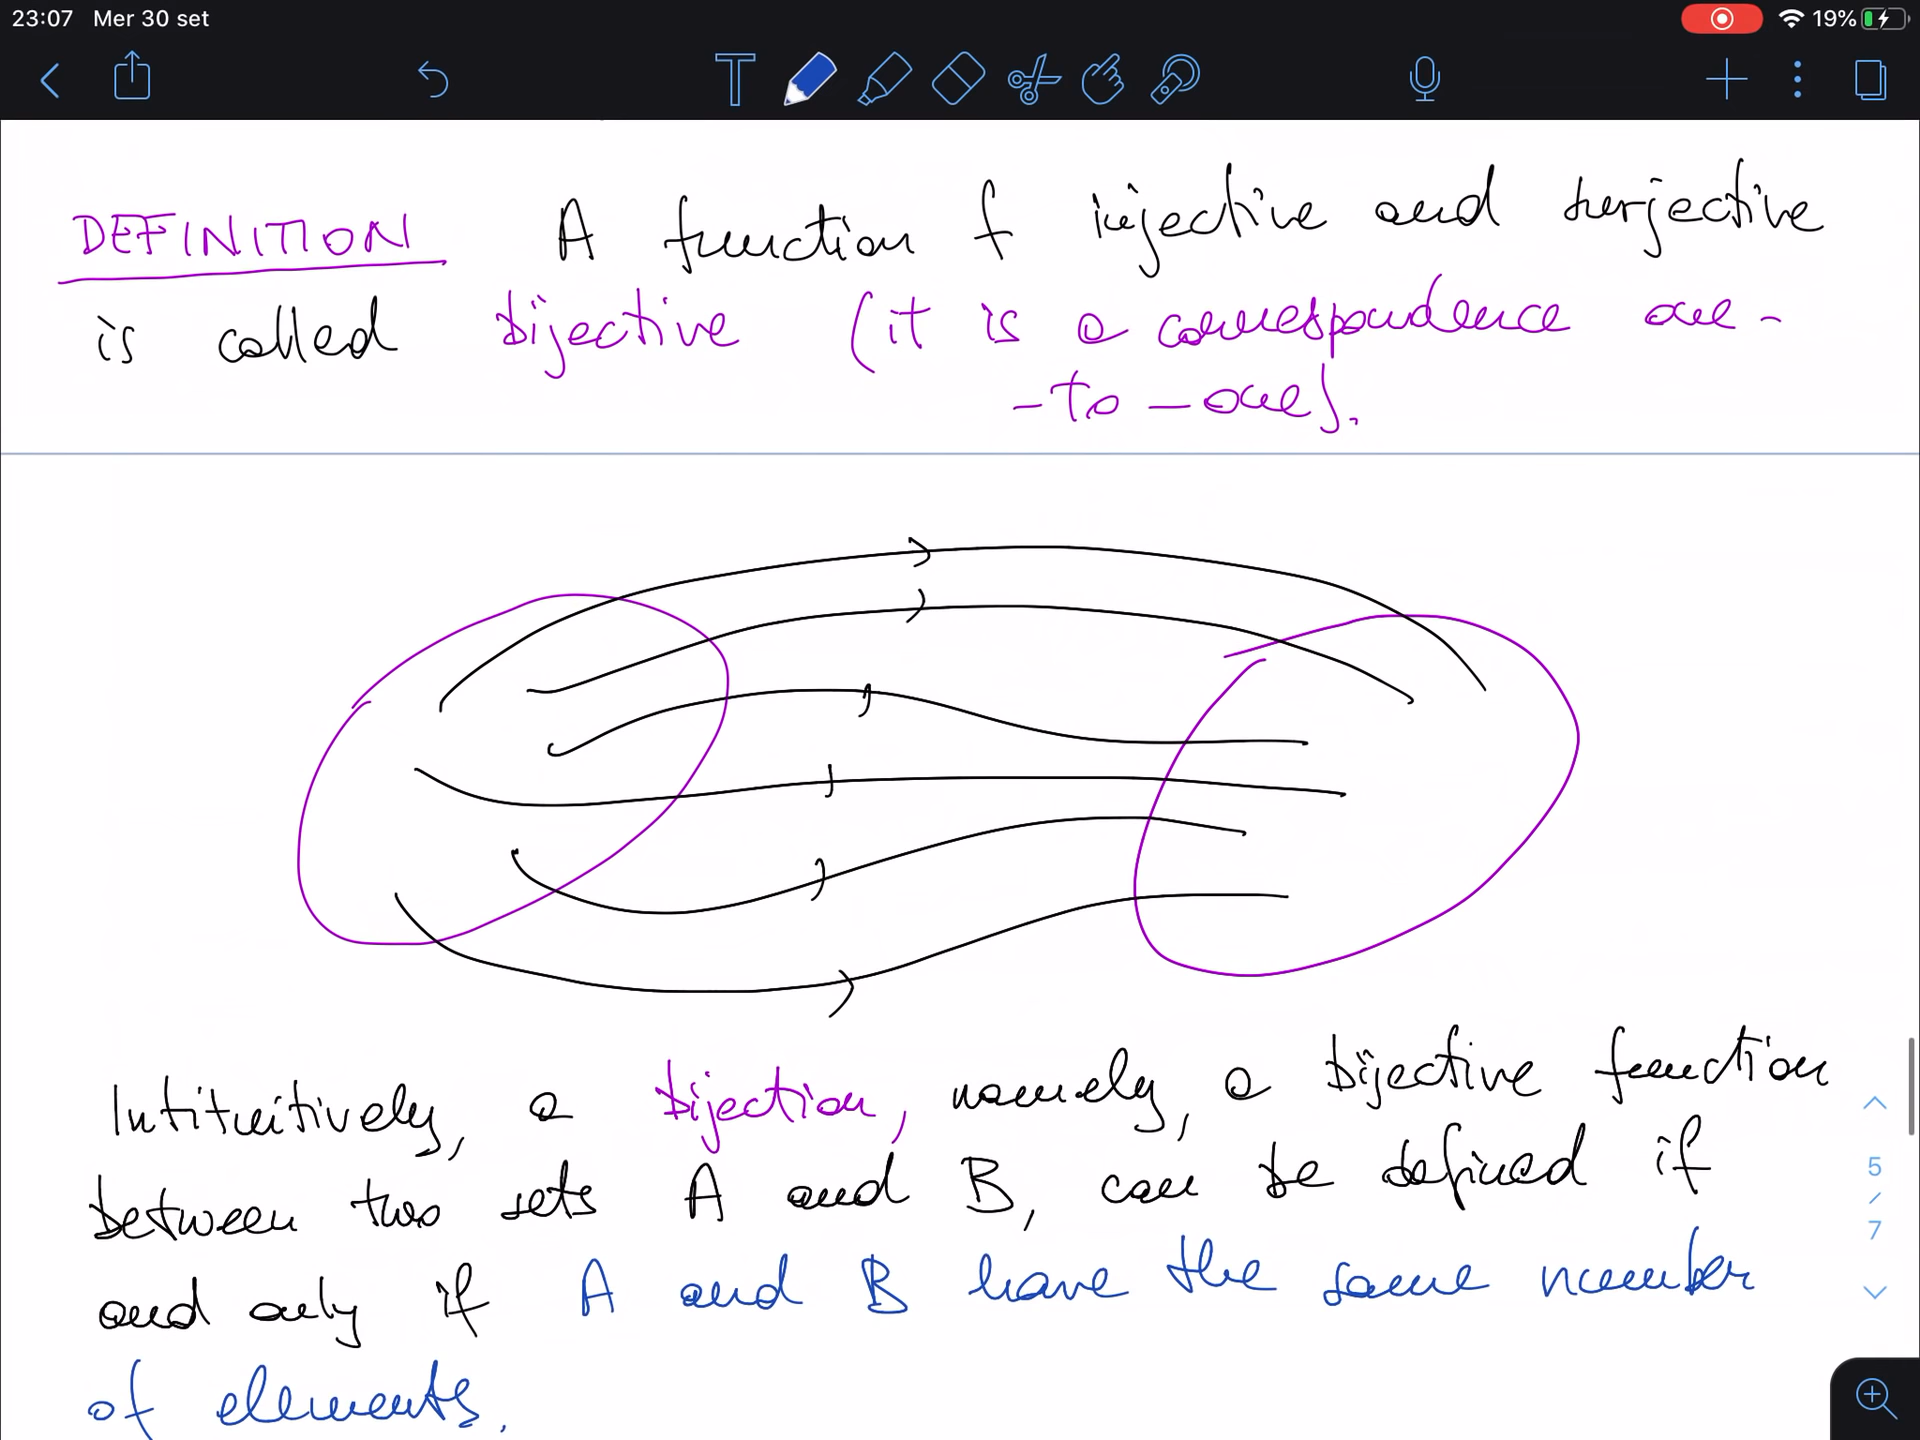 23:07 Mer 30 set
19%
DEFINITION A function f injective and surjective
is called bijective (it is a correspondence one-
-to-one).
Intituitively, a bijection, namely, a bijective function
between two sets A and B, can be defined if
and only if A and B have the same number
of elements.
5
/
7